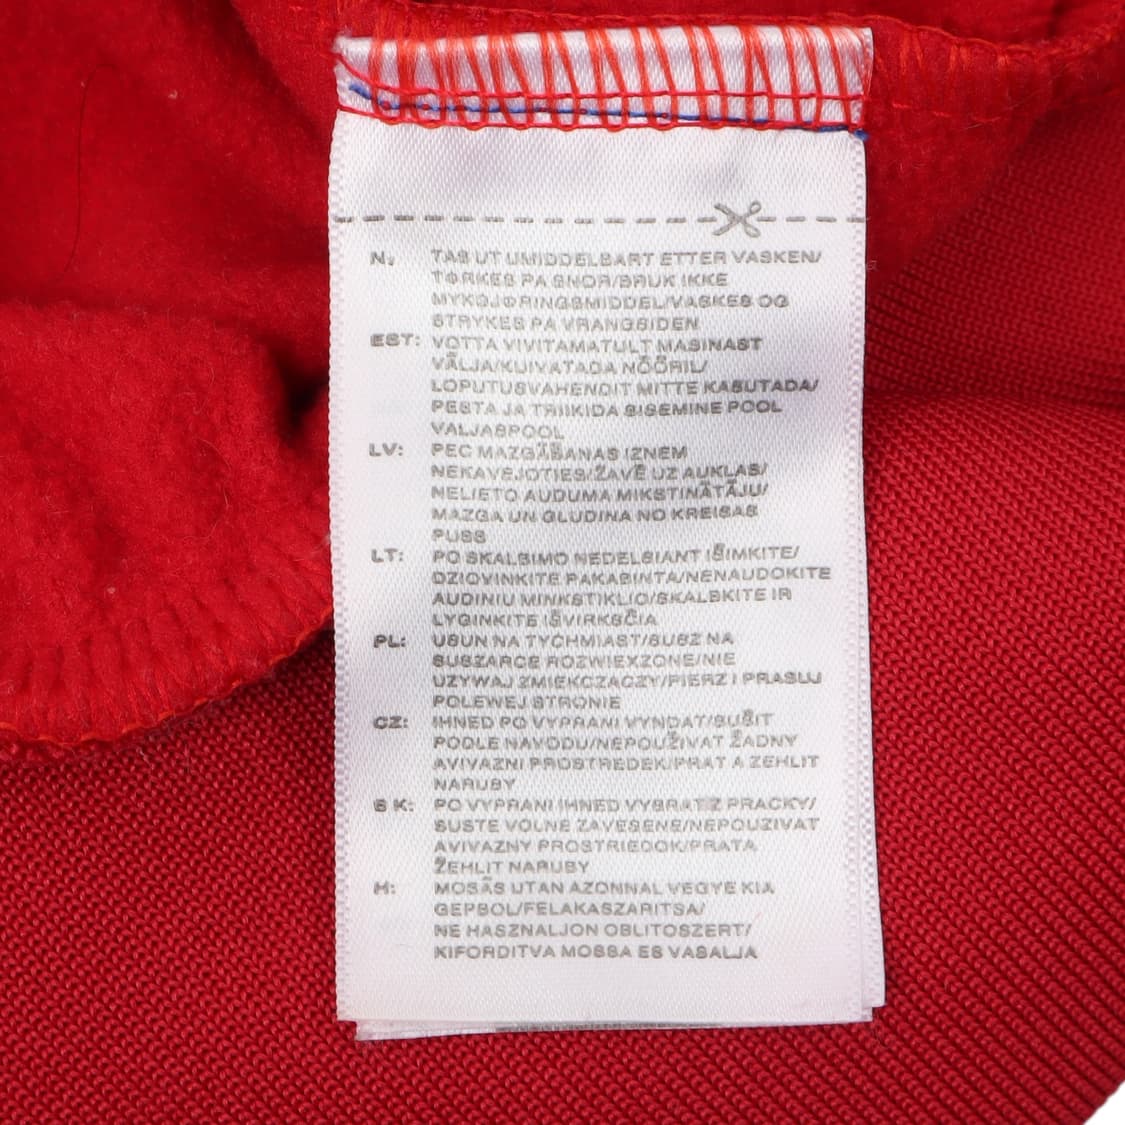 N: TAS UT UMIDDELBART ETTER VASKEN/
TØRKES PA SNOR/BRUK IKKE
MYKGJØRINGSMIDDEL/VASKES OG
STRYKES PA VRANGSIDEN
EST: VOTTA VIVITAMATULT MASINAST
VÄLJA/KUIVATADA NÖÖRIL/
LOPUTUSVAHENDIT MITTE KASUTADA/
PESTA JA TRIIKIDA SISEMINE POOL
VALJASPOOL
LV: PEC MAZGĀSANAS IZNEM
NEKAVEJOTIES/ŽAVĒ UZ AUKLAS/
NELIETO AUDUMA MIKSTINĀTĀJU/
MAZGA UN GLUDINA NO KREISAS
PUSS
LT: PO SKALBIMO NEDELSIANT IŠIMKITE/
DZIOVINKITE PAKABINTA/NENAUDOKITE
AUDINIU MINKSTIKLIO/SKALBKITE IR
LYGINKITE IŠVIRKSČIA
PL: USUN NA TYCHMIAST/SUSZ NA
SUSZARCE ROZWIEXZONE/NIE
UZYWAJ ZMIEKCZACZY/PIERZ I PRASUJ
POLEWEJ STRONIE
CZ: IHNED PO VYPRANI VYNDAT/SUŠIT
PODLE NAVODU/NEPOUŽIVAT ŽADNY
AVIVAZNI PROSTREDEK/PRAT A ZEHLIT
NARUBY
SK: PO VYPRANI IHNED VYBRAT Z PRACKY/
SUSTE VOLNE ZAVESENE/NEPOUZIVAT
AVIVAZNY PROSTRIEDOK/PRATA
ŽEHLIT NARUBY
H: MOSÁS UTAN AZONNAL VEGYE KIA
GEPBOL/FELAKASZARITSA/
NE HASZNALJON OBLITOSZERT/
KIFORDITVA MOSSA ES VASALJA